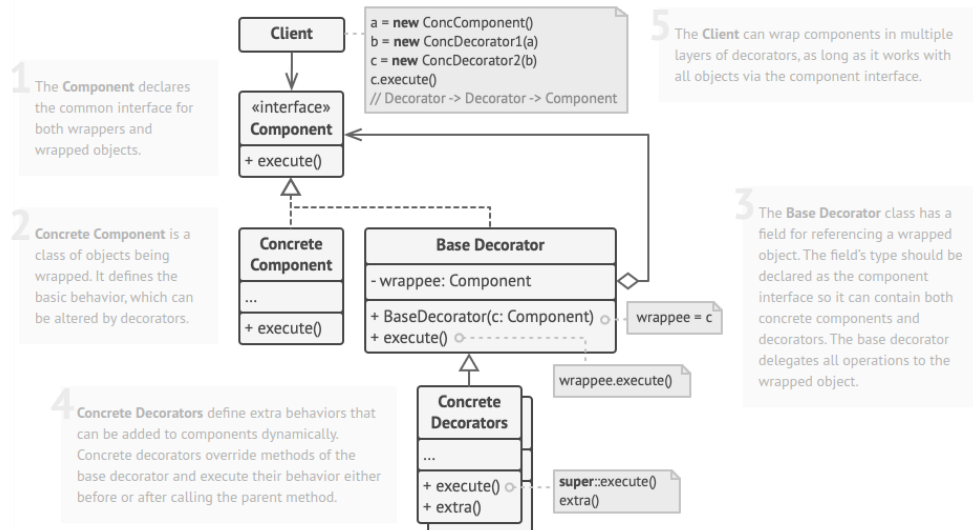 Client
a = new ConcComponent()
b = new ConcDecorator1(a)
c = new ConcDecorator2(b)
c.execute()
// Decorator -> Decorator -> Component
5
The Client can wrap components in multiple
layers of decorators, as long as it works with
all objects via the component interface.
1
The Component declares
the common interface for
both wrappers and
wrapped objects.
«interface»
Component
+ execute()
2
Concrete Component is a
class of objects being
wrapped. It defines the
basic behavior, which can
be altered by decorators.
Concrete
Component
...
+ execute()
Base Decorator
- wrappee: Component
+ BaseDecorator(c: Component)
+ execute()
wrappee = c
wrappee.execute()
3
The Base Decorator class has a
field for referencing a wrapped
object. The field's type should be
declared as the component
interface so it can contain both
concrete components and
decorators. The base decorator
delegates all operations to the
wrapped object.
4
Concrete Decorators define extra behaviors that
can be added to components dynamically.
Concrete decorators override methods of the
base decorator and execute their behavior either
before or after calling the parent method.
Concrete
Decorators
...
+ execute()
+ extra()
super::execute()
extra()